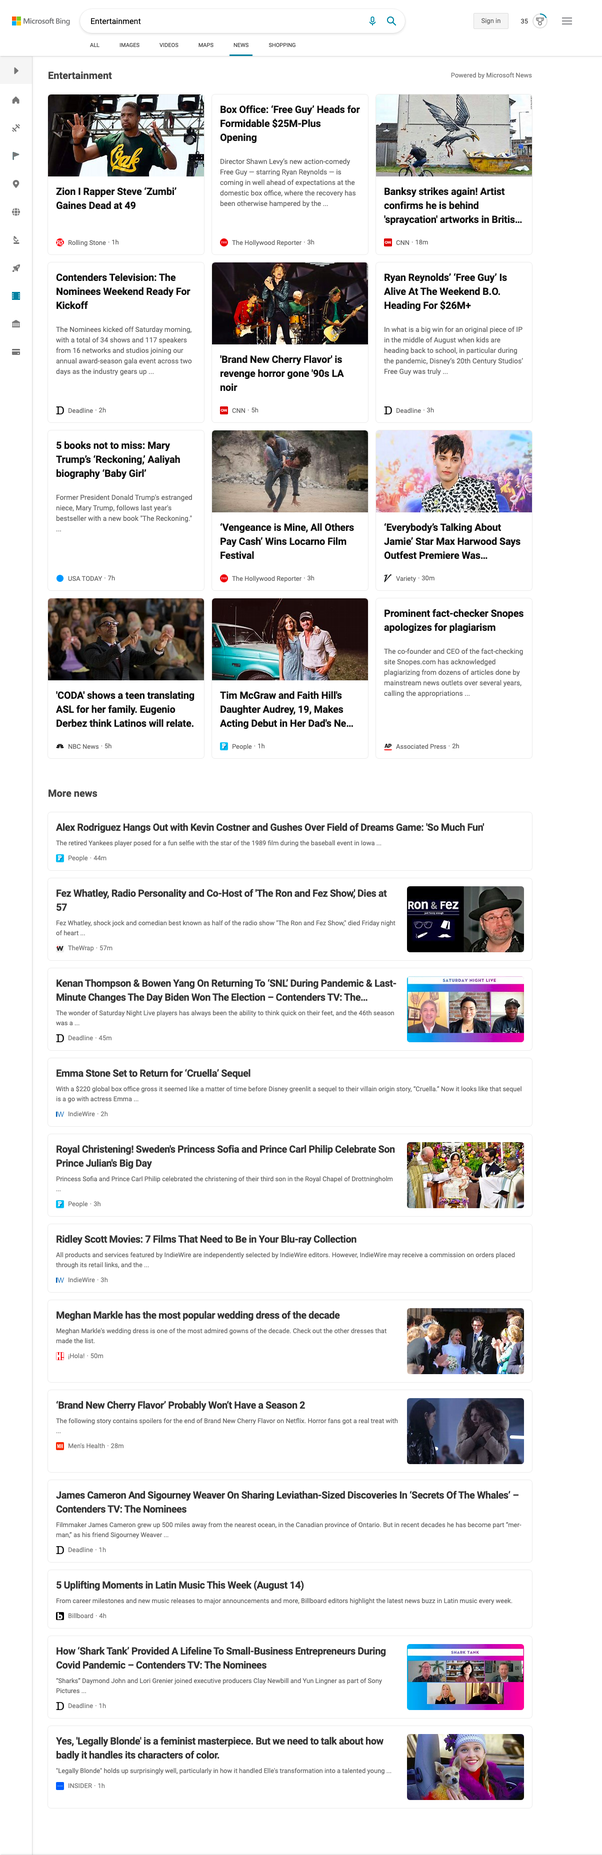 Microsoft Bing
Entertainment
Sign in
35
ALL
IMAGES
VIDEOS
MAPS
NEWS
SHOPPING
Entertainment
Powered by Microsoft News
Zion I Rapper Steve ‘Zumbi’
Gaines Dead at 49
Rolling Stone · 1h
Box Office: ‘Free Guy’ Heads for
Formidable $25M-Plus
Opening
Director Shawn Levy's new action-comedy
Free Guy — starring Ryan Reynolds — is
coming in well ahead of expectations at the
domestic box office, where the recovery has
been otherwise hampered by the ...
The Hollywood Reporter · 3h
Banksy strikes again! Artist
confirms he is behind
'spraycation' artworks in Britis...
CNN · 18m
Contenders Television: The
Nominees Weekend Ready For
Kickoff
The Nominees kicked off Saturday morning,
with a total of 34 shows and 117 speakers
from 16 networks and studios joining our
annual award-season gala event across two
days as the industry gears up ...
Deadline · 2h
'Brand New Cherry Flavor' is
revenge horror gone '90s LA
noir
CNN · 5h
Ryan Reynolds' ‘Free Guy’ Is
Alive At The Weekend B.O.
Heading For $26M+
In what is a big win for an original piece of IP
in the middle of August when kids are
heading back to school, in particular during
the pandemic, Disney's 20th Century Studios'
Free Guy was truly ...
Deadline · 3h
5 books not to miss: Mary
Trump’s ‘Reckoning,’ Aaliyah
biography ‘Baby Girl’
Former President Donald Trump's estranged
niece, Mary Trump, follows last year's
bestseller with a new book "The Reckoning."
...
USA TODAY · 7h
‘Vengeance is Mine, All Others
Pay Cash’ Wins Locarno Film
Festival
The Hollywood Reporter · 3h
‘Everybody’s Talking About
Jamie’ Star Max Harwood Says
Outfest Premiere Was...
Variety · 30m
'CODA' shows a teen translating
ASL for her family. Eugenio
Derbez think Latinos will relate.
NBC News · 5h
Tim McGraw and Faith Hill's
Daughter Audrey, 19, Makes
Acting Debut in Her Dad's Ne...
People · 1h
Prominent fact-checker Snopes
apologizes for plagiarism
The co-founder and CEO of the fact-checking
site Snopes.com has acknowledged
plagiarizing from dozens of articles done by
mainstream news outlets over several years,
calling the appropriations ...
AP Associated Press · 2h
More news
Alex Rodriguez Hangs Out with Kevin Costner and Gushes Over Field of Dreams Game: 'So Much Fun'
The retired Yankees player posed for a fun selfie with the star of the 1989 film during the baseball event in Iowa ...
People · 44m
Fez Whatley, Radio Personality and Co-Host of ‘The Ron and Fez Show,’ Dies at
57
Fez Whatley, shock jock and comedian best known as half of the radio show "The Ron and Fez Show," died Friday night
of heart ...
TheWrap · 57m
RON & FEZ
Kenan Thompson & Bowen Yang On Returning To ‘SNL’ During Pandemic & Last-
Minute Changes The Day Biden Won The Election – Contenders TV: The...
The wonder of Saturday Night Live players has always been the ability to think quick on their feet, and the 46th season
was a ...
Deadline · 45m
SATURDAY NIGHT LIVE
Emma Stone Set to Return for ‘Cruella’ Sequel
With a $220 global box office gross it seemed like a matter of time before Disney greenlit a sequel to their villain origin story, "Cruella." Now it looks like that sequel
is a go with actress Emma ...
IndieWire · 2h
Royal Christening! Sweden's Princess Sofia and Prince Carl Philip Celebrate Son
Prince Julian's Big Day
Princess Sofia and Prince Carl Philip celebrated the christening of their third son in the Royal Chapel of Drottningholm
...
People · 3h
Ridley Scott Movies: 7 Films That Need to Be in Your Blu-ray Collection
All products and services featured by IndieWire are independently selected by IndieWire editors. However, IndieWire may receive a commission on orders placed
through its retail links, and the ...
IndieWire · 3h
Meghan Markle has the most popular wedding dress of the decade
Meghan Markle's wedding dress is one of the most admired gowns of the decade. Check out the other dresses that
made the list.
¡Hola! · 50m
‘Brand New Cherry Flavor’ Probably Won’t Have a Season 2
The following story contains spoilers for the end of Brand New Cherry Flavor on Netflix. Horror fans got a real treat with
...
Men's Health · 28m
James Cameron And Sigourney Weaver On Sharing Leviathan-Sized Discoveries In ‘Secrets Of The Whales’ –
Contenders TV: The Nominees
Filmmaker James Cameron grew up 500 miles away from the nearest ocean, in the Canadian province of Ontario. But in recent decades he has become part "mer-
man," as his friend Sigourney Weaver ...
Deadline · 1h
5 Uplifting Moments in Latin Music This Week (August 14)
From career milestones and new music releases to major announcements and more, Billboard editors highlight the latest news buzz in Latin music every week.
Billboard · 4h
How ‘Shark Tank’ Provided A Lifeline To Small-Business Entrepreneurs During
Covid Pandemic – Contenders TV: The Nominees
"Sharks" Daymond John and Lori Grenier joined executive producers Clay Newbill and Yun Lingner as part of Sony
Pictures ...
Deadline · 1h
SHARK TANK
Yes, 'Legally Blonde' is a feminist masterpiece. But we need to talk about how
badly it handles its characters of color.
"Legally Blonde" holds up surprisingly well, particularly in how it handled Elle's transformation into a talented young ...
INSIDER · 1h